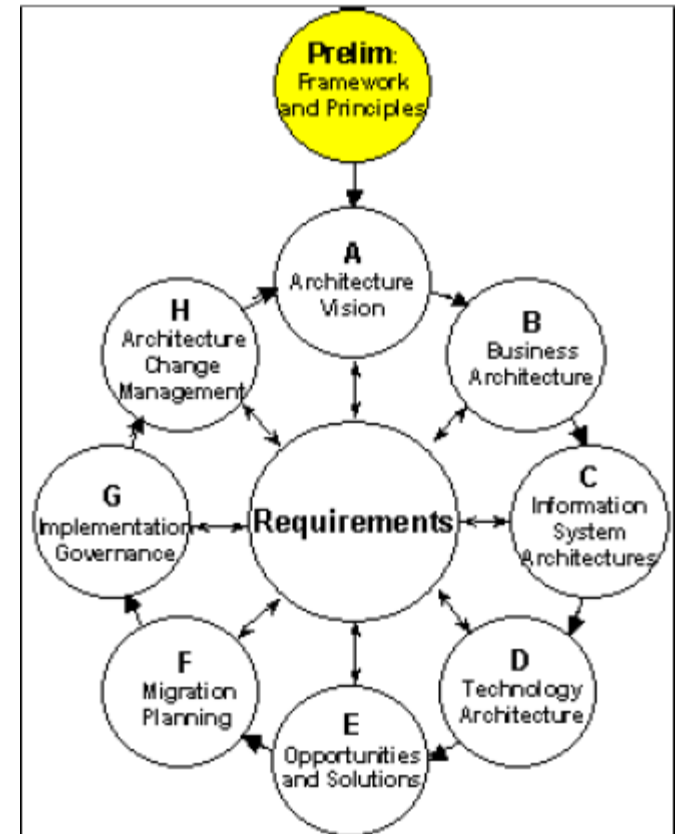 Prelim:
Framework
and Principles
A
Architecture
Vision
H
Architecture
Change
Management
B
Business
Architecture
G
Implementation
Governance
Requirements
C
Information
System
Architectures
F
Migration
Planning
D
Technology
Architecture
E
Opportunities
and Solutions